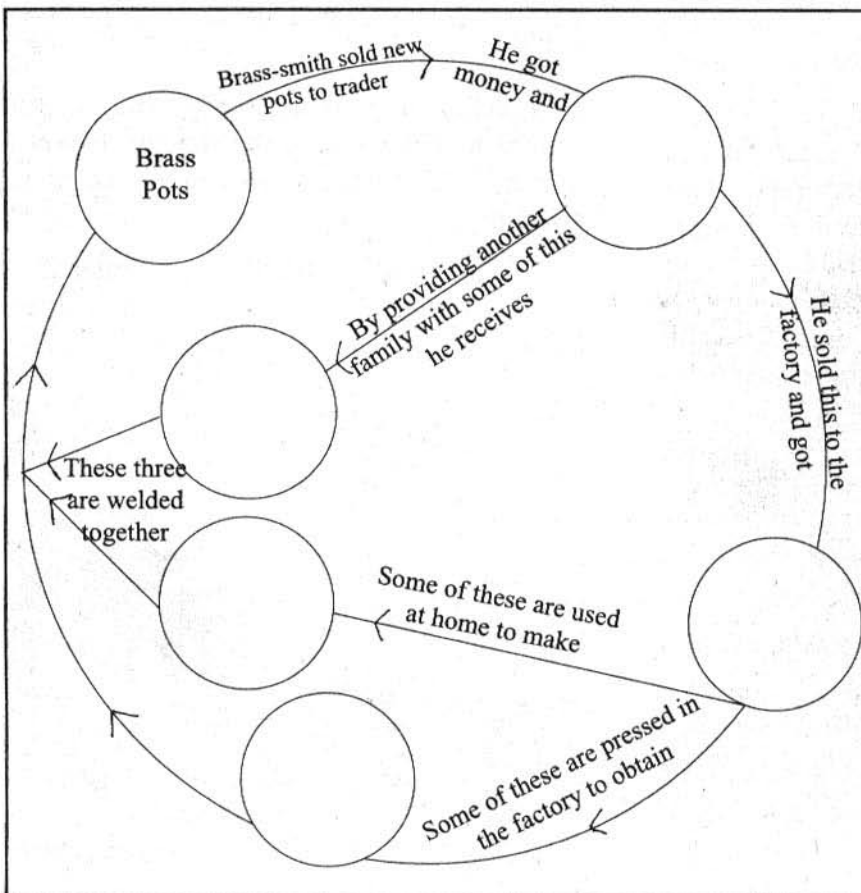 Brass-smith sold new
pots to trader
He got
money and
Brass
Pots
By providing another
family with some of this
he receives
He sold this to the
factory and got
These three
are welded
together
Some of these are used
at home to make
Some of these are pressed in
the factory to obtain